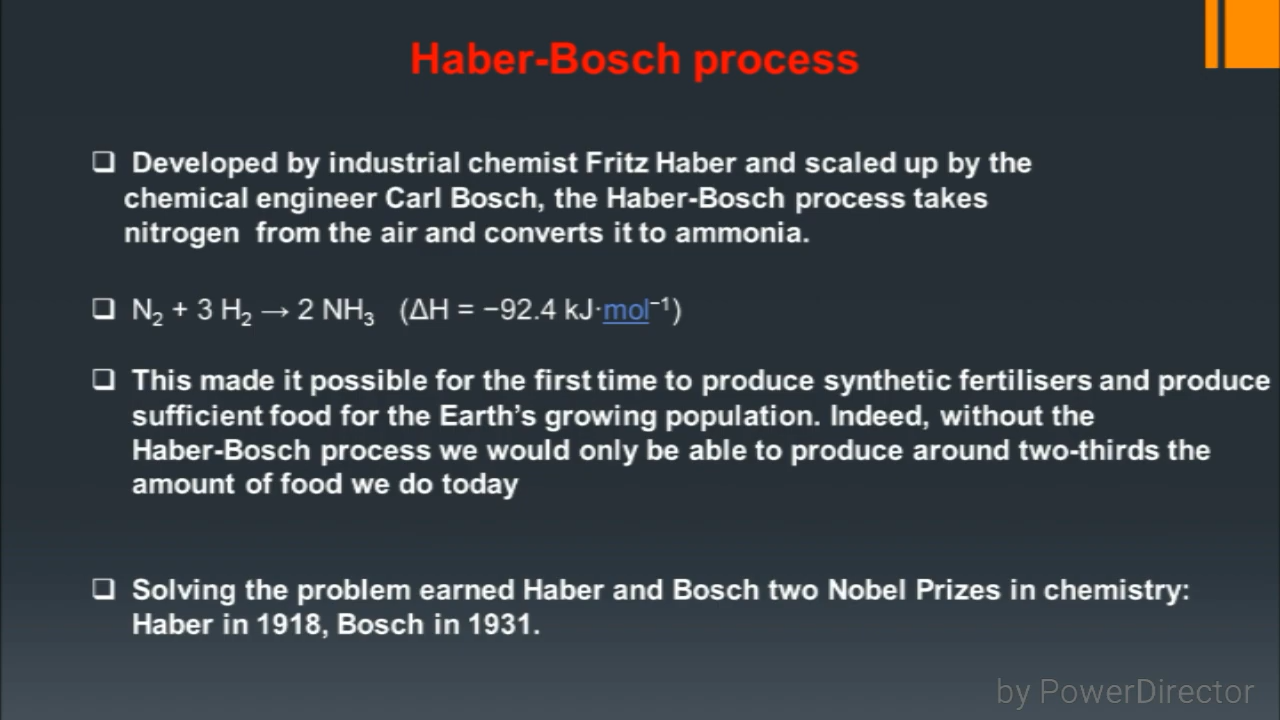 Haber-Bosch process
❑ Developed by industrial chemist Fritz Haber and scaled up by the
chemical engineer Carl Bosch, the Haber-Bosch process takes
nitrogen from the air and converts it to ammonia.
❑ N₂ + 3 H₂ → 2 NH₃ (ΔH = −92.4 kJ·mol⁻¹)
❑ This made it possible for the first time to produce synthetic fertilisers and produce
sufficient food for the Earth’s growing population. Indeed, without the
Haber-Bosch process we would only be able to produce around two-thirds the
amount of food we do today
❑ Solving the problem earned Haber and Bosch two Nobel Prizes in chemistry:
Haber in 1918, Bosch in 1931.
by PowerDirector